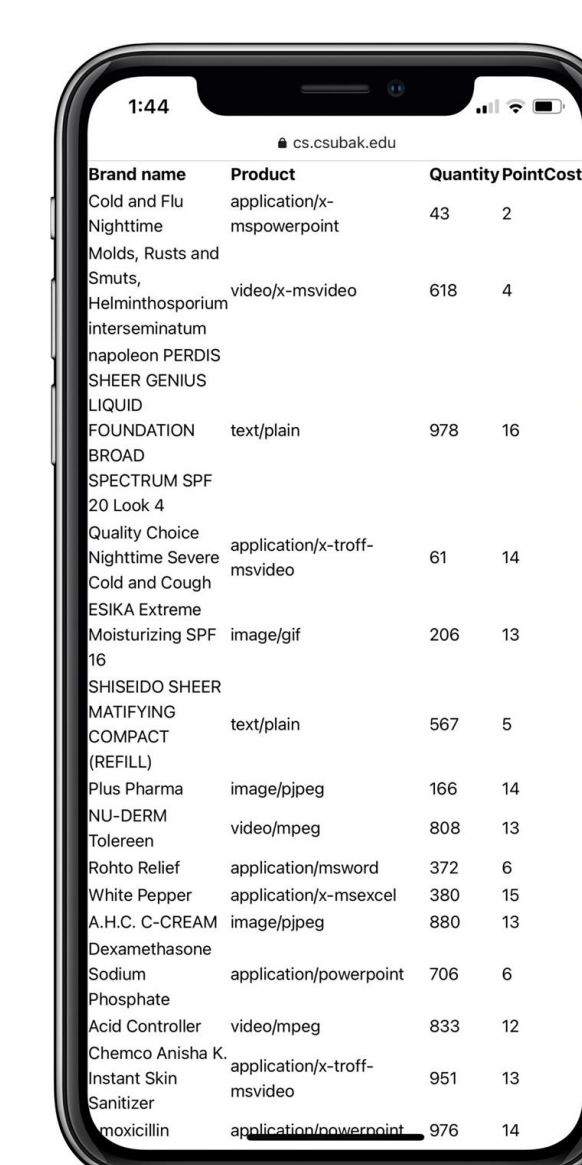 1:44
cs.csubak.edu
Brand name Product Quantity PointCost
Cold and Flu Nighttime application/x-mspowerpoint 43 2
Molds, Rusts and Smuts, Helminthosporium interseminatum video/x-msvideo 618 4
napoleon PERDIS SHEER GENIUS LIQUID FOUNDATION BROAD SPECTRUM SPF 20 Look 4 text/plain 978 16
Quality Choice Nighttime Severe Cold and Cough application/x-troff-msvideo 61 14
ESIKA Extreme Moisturizing SPF 16 image/gif 206 13
SHISEIDO SHEER MATIFYING COMPACT (REFILL) text/plain 567 5
Plus Pharma image/pjpeg 166 14
NU-DERM Tolereen video/mpeg 808 13
Rohto Relief application/msword 372 6
White Pepper application/x-msexcel 380 15
A.H.C. C-CREAM image/pjpeg 880 13
Dexamethasone Sodium Phosphate application/powerpoint 706 6
Acid Controller video/mpeg 833 12
Chemco Anisha K. Instant Skin Sanitizer application/x-troff-msvideo 951 13
moxicillin application/powerpoint 976 14